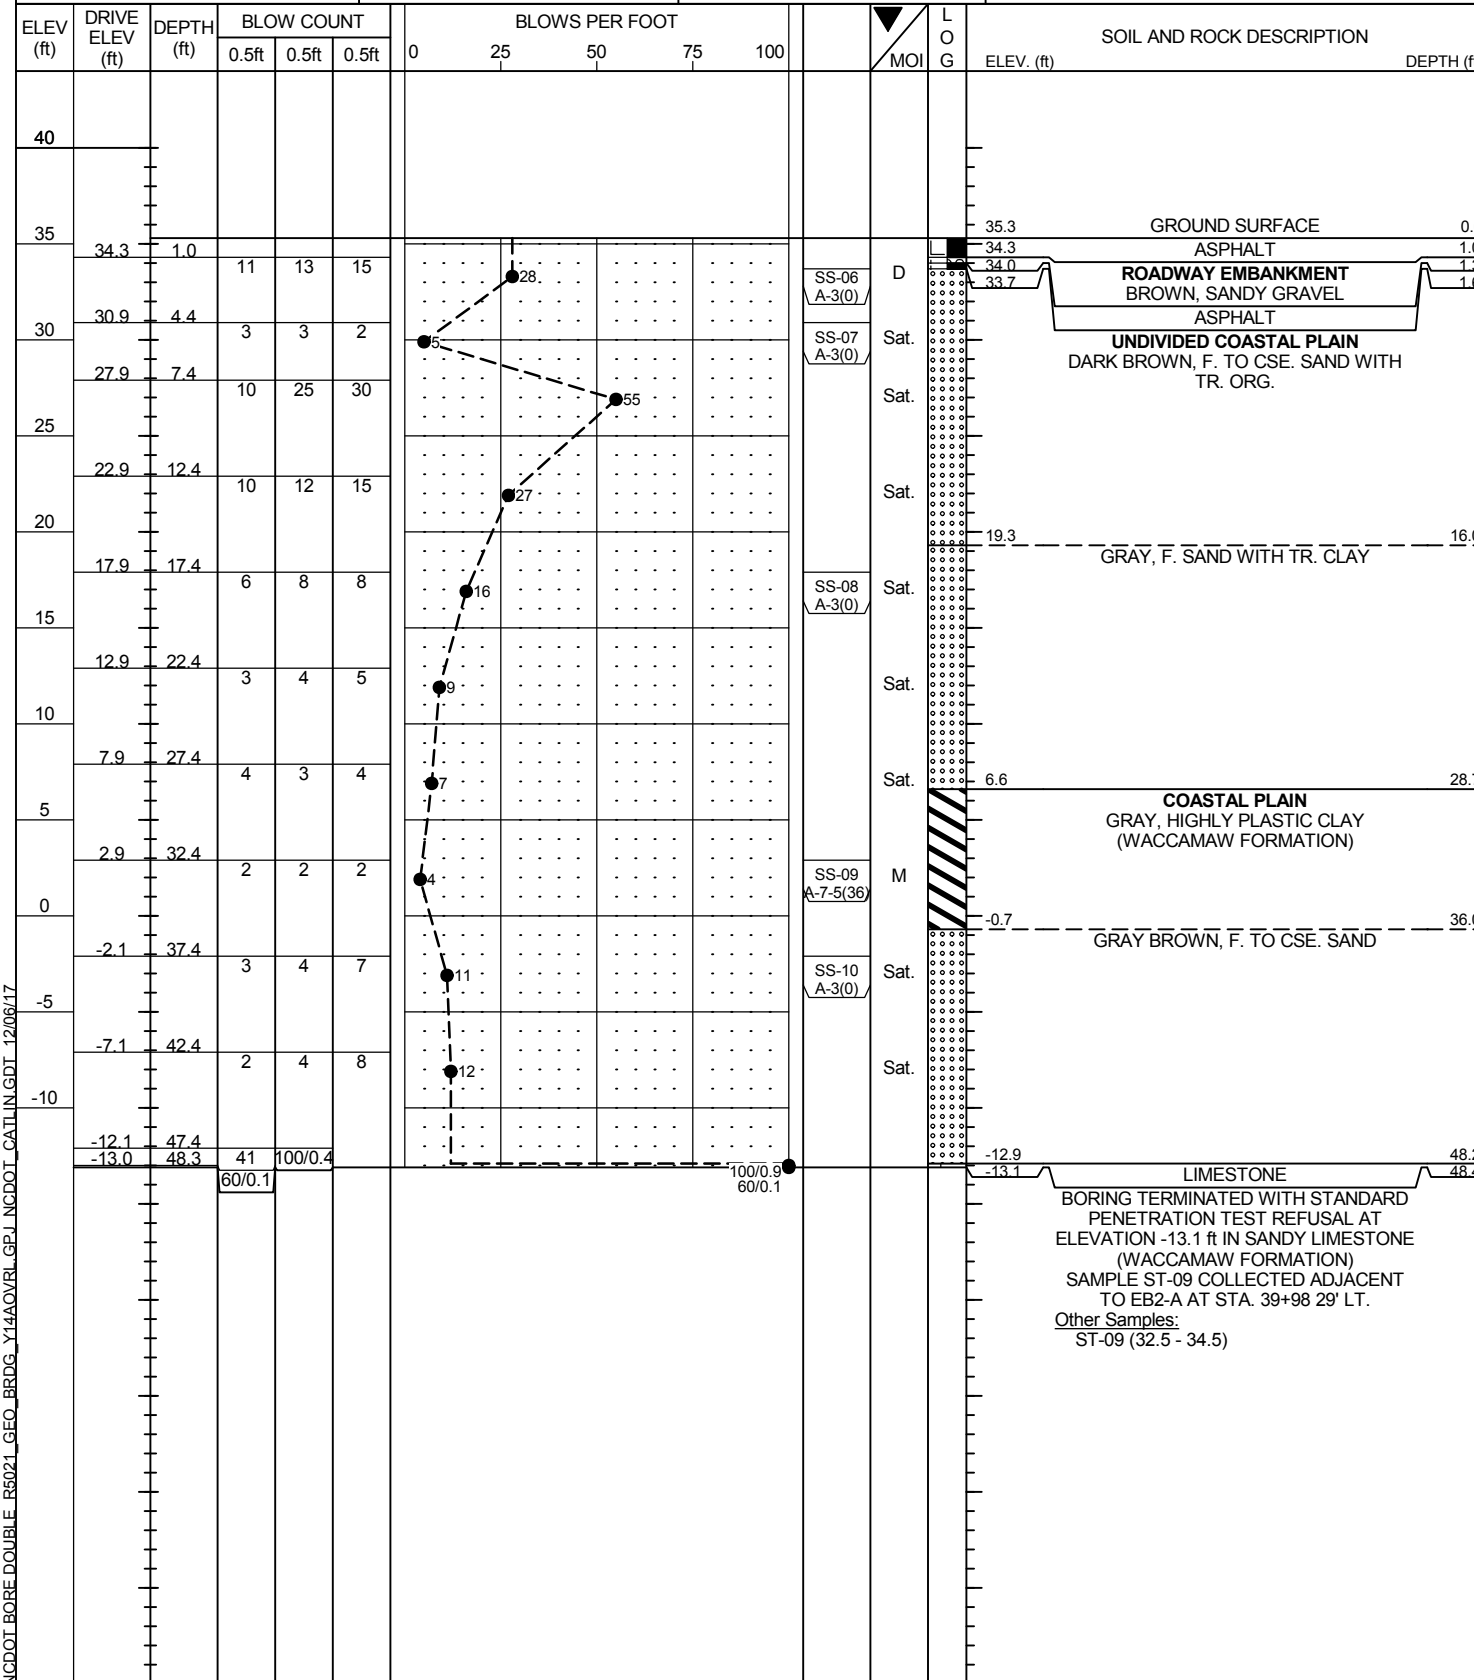 ELEV (ft) DRIVE ELEV (ft) DEPTH (ft) BLOW COUNT BLOWS PER FOOT MOI LOG SOIL AND ROCK DESCRIPTION
0.5ft 0.5ft 0.5ft 0 25 50 75 100 ELEV. (ft) DEPTH
40
35.3 GROUND SURFACE
35
34.3 ASPHALT
34.3 1.0 11 13 15 28 SS-06 A-3(0) D
34.0 ROADWAY EMBANKMENT
33.7 BROWN, SANDY GRAVEL
ASPHALT
30.9 4.4 3 3 2 5 SS-07 A-3(0) Sat.
30
UNDIVIDED COASTAL PLAIN
DARK BROWN, F. TO CSE. SAND WITH
TR. ORG.
27.9 7.4 10 25 30 55 Sat.
25
22.9 12.4 10 12 15 27 Sat.
20
19.3
GRAY, F. SAND WITH TR. CLAY
17.9 17.4 6 8 8 16 SS-08 A-3(0) Sat.
15
12.9 22.4 3 4 5 9 Sat.
10
7.9 27.4 4 3 4 7 Sat.
6.6
COASTAL PLAIN
GRAY, HIGHLY PLASTIC CLAY
(WACCAMAW FORMATION)
5
2.9 32.4 2 2 2 4 SS-09 A-7-5(36) M
0
-0.7
GRAY BROWN, F. TO CSE. SAND
-2.1 37.4 3 4 7 11 SS-10 A-3(0) Sat.
-5
-7.1 42.4 2 4 8 12 Sat.
-10
-12.1 47.4 41 100/0.4 100/0.9
-13.0 48.3 60/0.1 60/0.1
-12.9
-13.1 LIMESTONE
BORING TERMINATED WITH STANDARD
PENETRATION TEST REFUSAL AT
ELEVATION -13.1 ft IN SANDY LIMESTONE
(WACCAMAW FORMATION)
SAMPLE ST-09 COLLECTED ADJACENT
TO EB2-A AT STA. 39+98 29' LT.
Other Samples:
ST-09 (32.5 - 34.5)
NCDOT BORE DOUBLE R5021_GEO_BRDG_Y14AOVRL.GPJ NCDOT_CATLIN.GDT 12/06/17